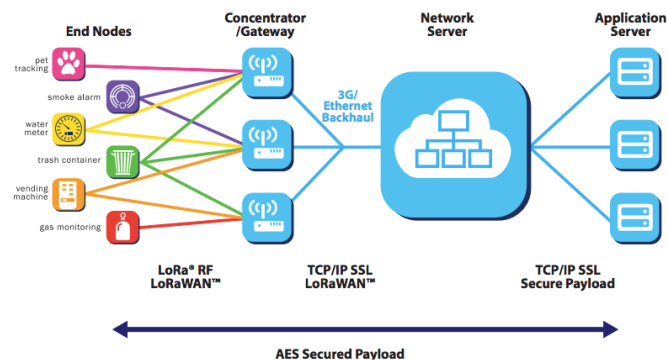 End Nodes
Concentrator
/Gateway
Network
Server
Application
Server
pet
tracking
smoke alarm
water
meter
trash container
vending
machine
gas monitoring
3G/
Ethernet
Backhaul
LoRa® RF
LoRaWAN™
TCP/IP SSL
LoRaWAN™
TCP/IP SSL
Secure Payload
AES Secured Payload